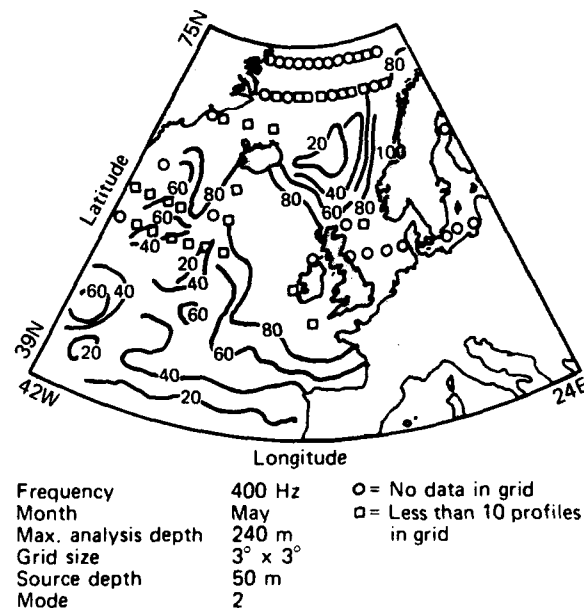 75N
80
100
20
60
80
40
80
60
80
60
40
20
40
60
40
60
20
80
60
40
20
Latitude
39N
42W
24E
Longitude
Frequency 400 Hz O = No data in grid
Month May □ = Less than 10 profiles
Max. analysis depth 240 m in grid
Grid size 3° x 3°
Source depth 50 m
Mode 2